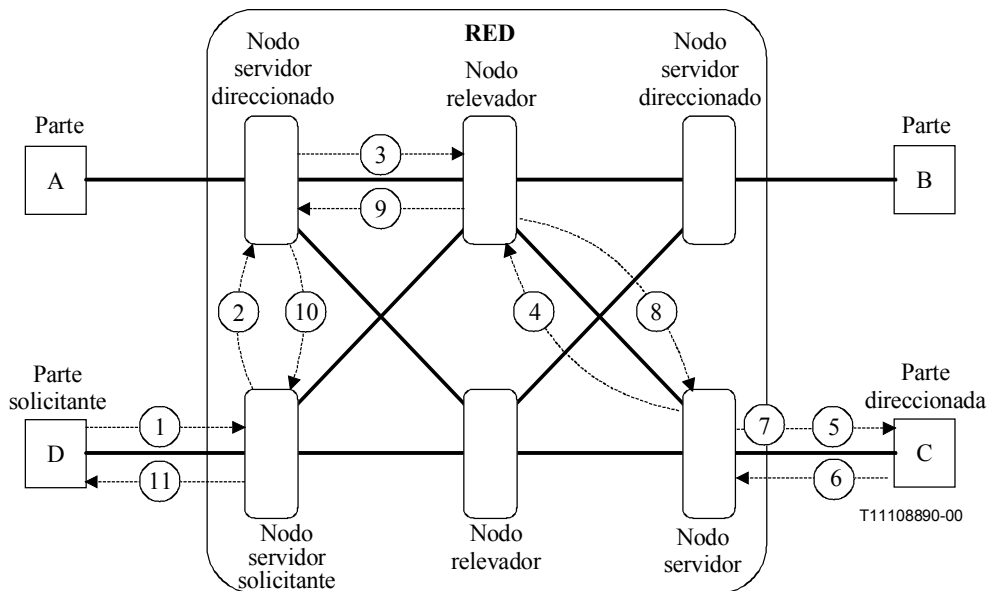 RED
Nodo
servidor
direccionado
Nodo
relevador
Nodo
servidor
direccionado
Parte
A
Parte
B
3
9
2
10
4
8
Parte
solicitante
D
1
11
7
5
6
Parte
direccionada
C
T11108890-00
Nodo
servidor
solicitante
Nodo
relevador
Nodo
servidor